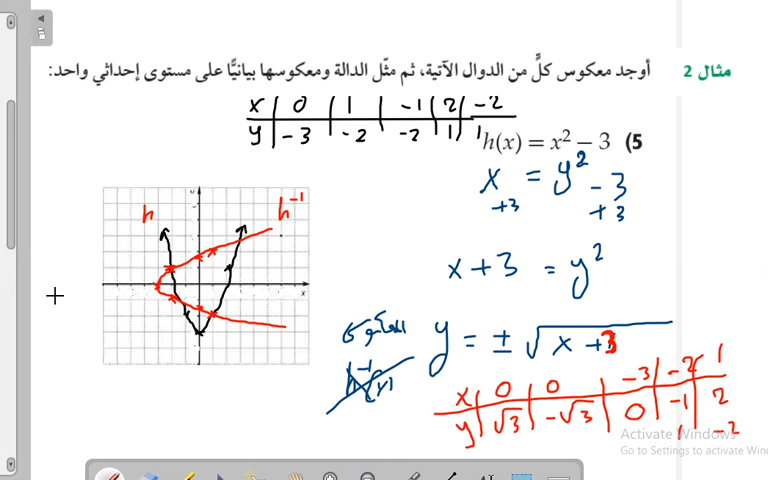 مثال 2 أوجد معكوس كلٍّ من الدوال الآتية، ثم مثّل الدالة ومعكوسها بيانيًّا على مستوى إحداثي واحد:
x | 0 | 1 | -1 | 2 | -2
y | -3 | -2 | -2 | 1 | 1
h(x) = x² − 3 (5
x = y² - 3
+3 +3
x + 3 = y²
h h⁻¹
المعكوس y = ± √x + 3
h⁻¹(x)
x | 0 | 0 | -3 | -2 | 1
y | √3 | -√3 | 0 | -1 | 2
1 -2
Activate Windows
Go to Settings to activate Win